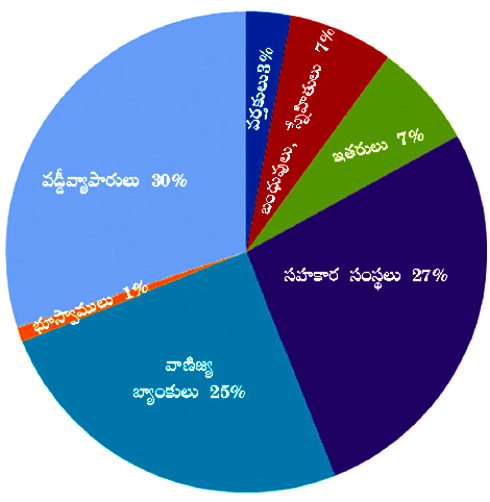 వర్తకులు3%
బంధువులు, స్నేహితులు 7%
ఇతరులు 7%
సహకార సంస్థలు 27%
వాణిజ్య
బ్యాంకులు 25%
భూస్వాములు 1%
వడ్డీవ్యాపారులు 30%